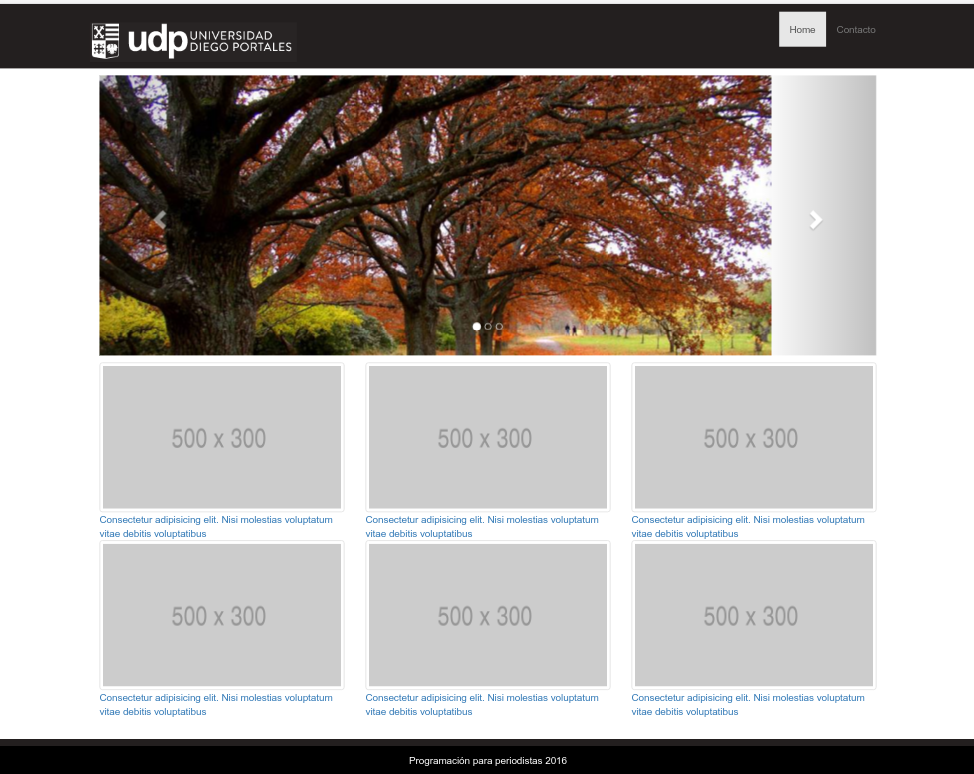 udp UNIVERSIDAD
DIEGO PORTALES
Home Contacto
500 x 300 500 x 300 500 x 300
Consectetur adipisicing elit. Nisi molestias voluptatum Consectetur adipisicing elit. Nisi molestias voluptatum Consectetur adipisicing elit. Nisi molestias voluptatum
vitae debitis voluptatibus vitae debitis voluptatibus vitae debitis voluptatibus
500 x 300 500 x 300 500 x 300
Consectetur adipisicing elit. Nisi molestias voluptatum Consectetur adipisicing elit. Nisi molestias voluptatum Consectetur adipisicing elit. Nisi molestias voluptatum
vitae debitis voluptatibus vitae debitis voluptatibus vitae debitis voluptatibus
Programación para periodistas 2016